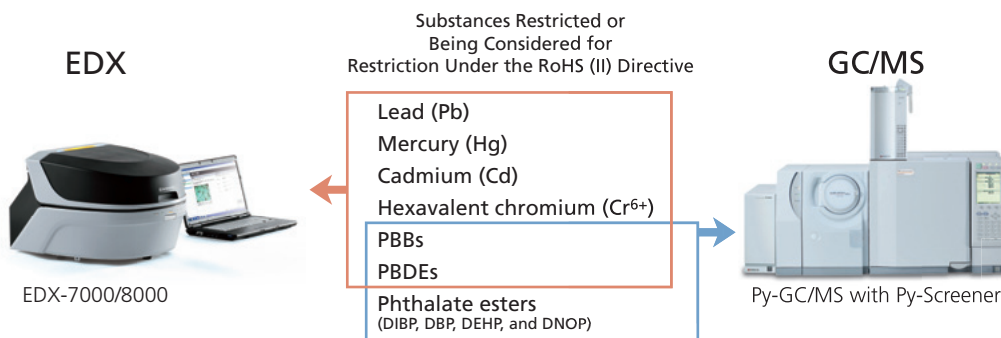 Substances Restricted or
Being Considered for
Restriction Under the RoHS (II) Directive
EDX
GC/MS
Lead (Pb)
Mercury (Hg)
Cadmium (Cd)
Hexavalent chromium (Cr⁶⁺)
PBBs
PBDEs
Phthalate esters
(DIBP, DBP, DEHP, and DNOP)
EDX-7000/8000
Py-GC/MS with Py-Screener